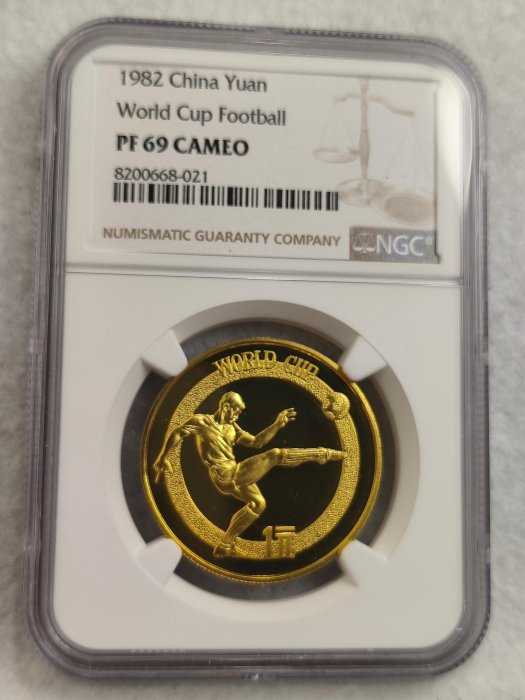 1982 China Yuan
World Cup Football
PF 69 CAMEO
8200668-021
NUMISMATIC GUARANTY COMPANY
NGC®
WORLD CUP
1元